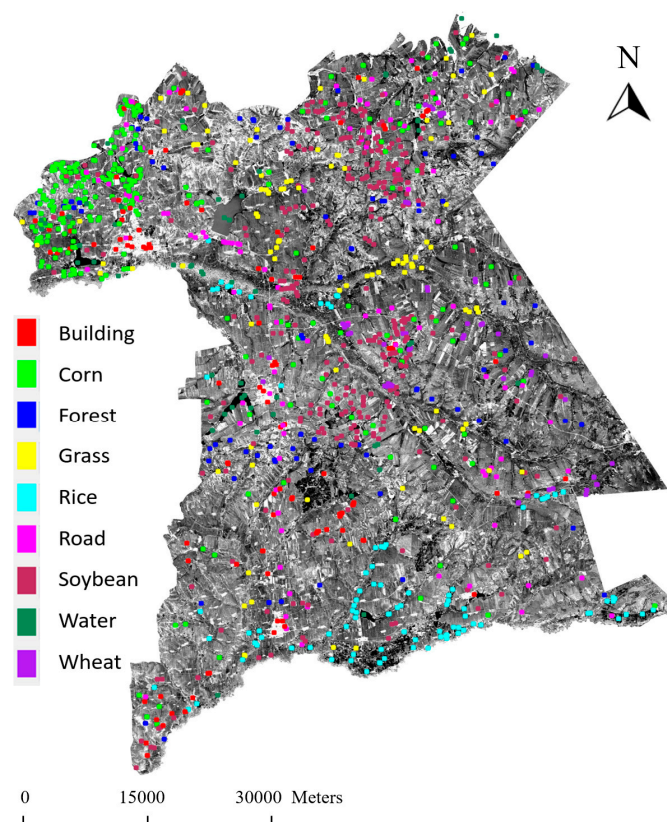 N
Building
Corn
Forest
Grass
Rice
Road
Soybean
Water
Wheat
0 15000 30000 Meters